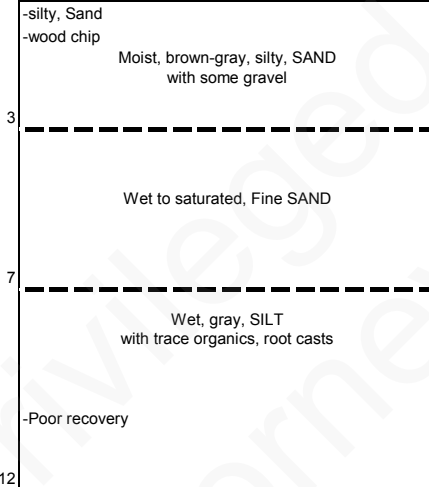 -silty, Sand
-wood chip
Moist, brown-gray, silty, SAND
with some gravel
3
Wet to saturated, Fine SAND
7
Wet, gray, SILT
with trace organics, root casts
-Poor recovery
12